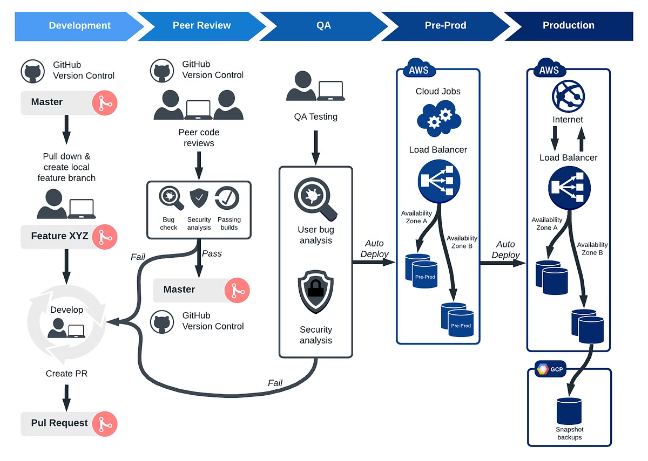 Development
Peer Review
QA
Pre-Prod
Production
GitHub
Version Control
Master
Pull down &
create local
feature branch
Feature XYZ
Develop
Create PR
Pul Request
GitHub
Version Control
Peer code
reviews
Bug
check
Security
analysis
Passing
builds
Fail
Pass
Master
GitHub
Version Control
QA Testing
User bug
analysis
Security
analysis
Fail
Auto
Deploy
AWS
Cloud Jobs
Load Balancer
Availability
Zone A
Availability
Zone B
Pre-Prod
Pre-Prod
Auto
Deploy
AWS
Internet
Load Balancer
Availability
Zone A
Availability
Zone B
GCP
Snapshot
backups